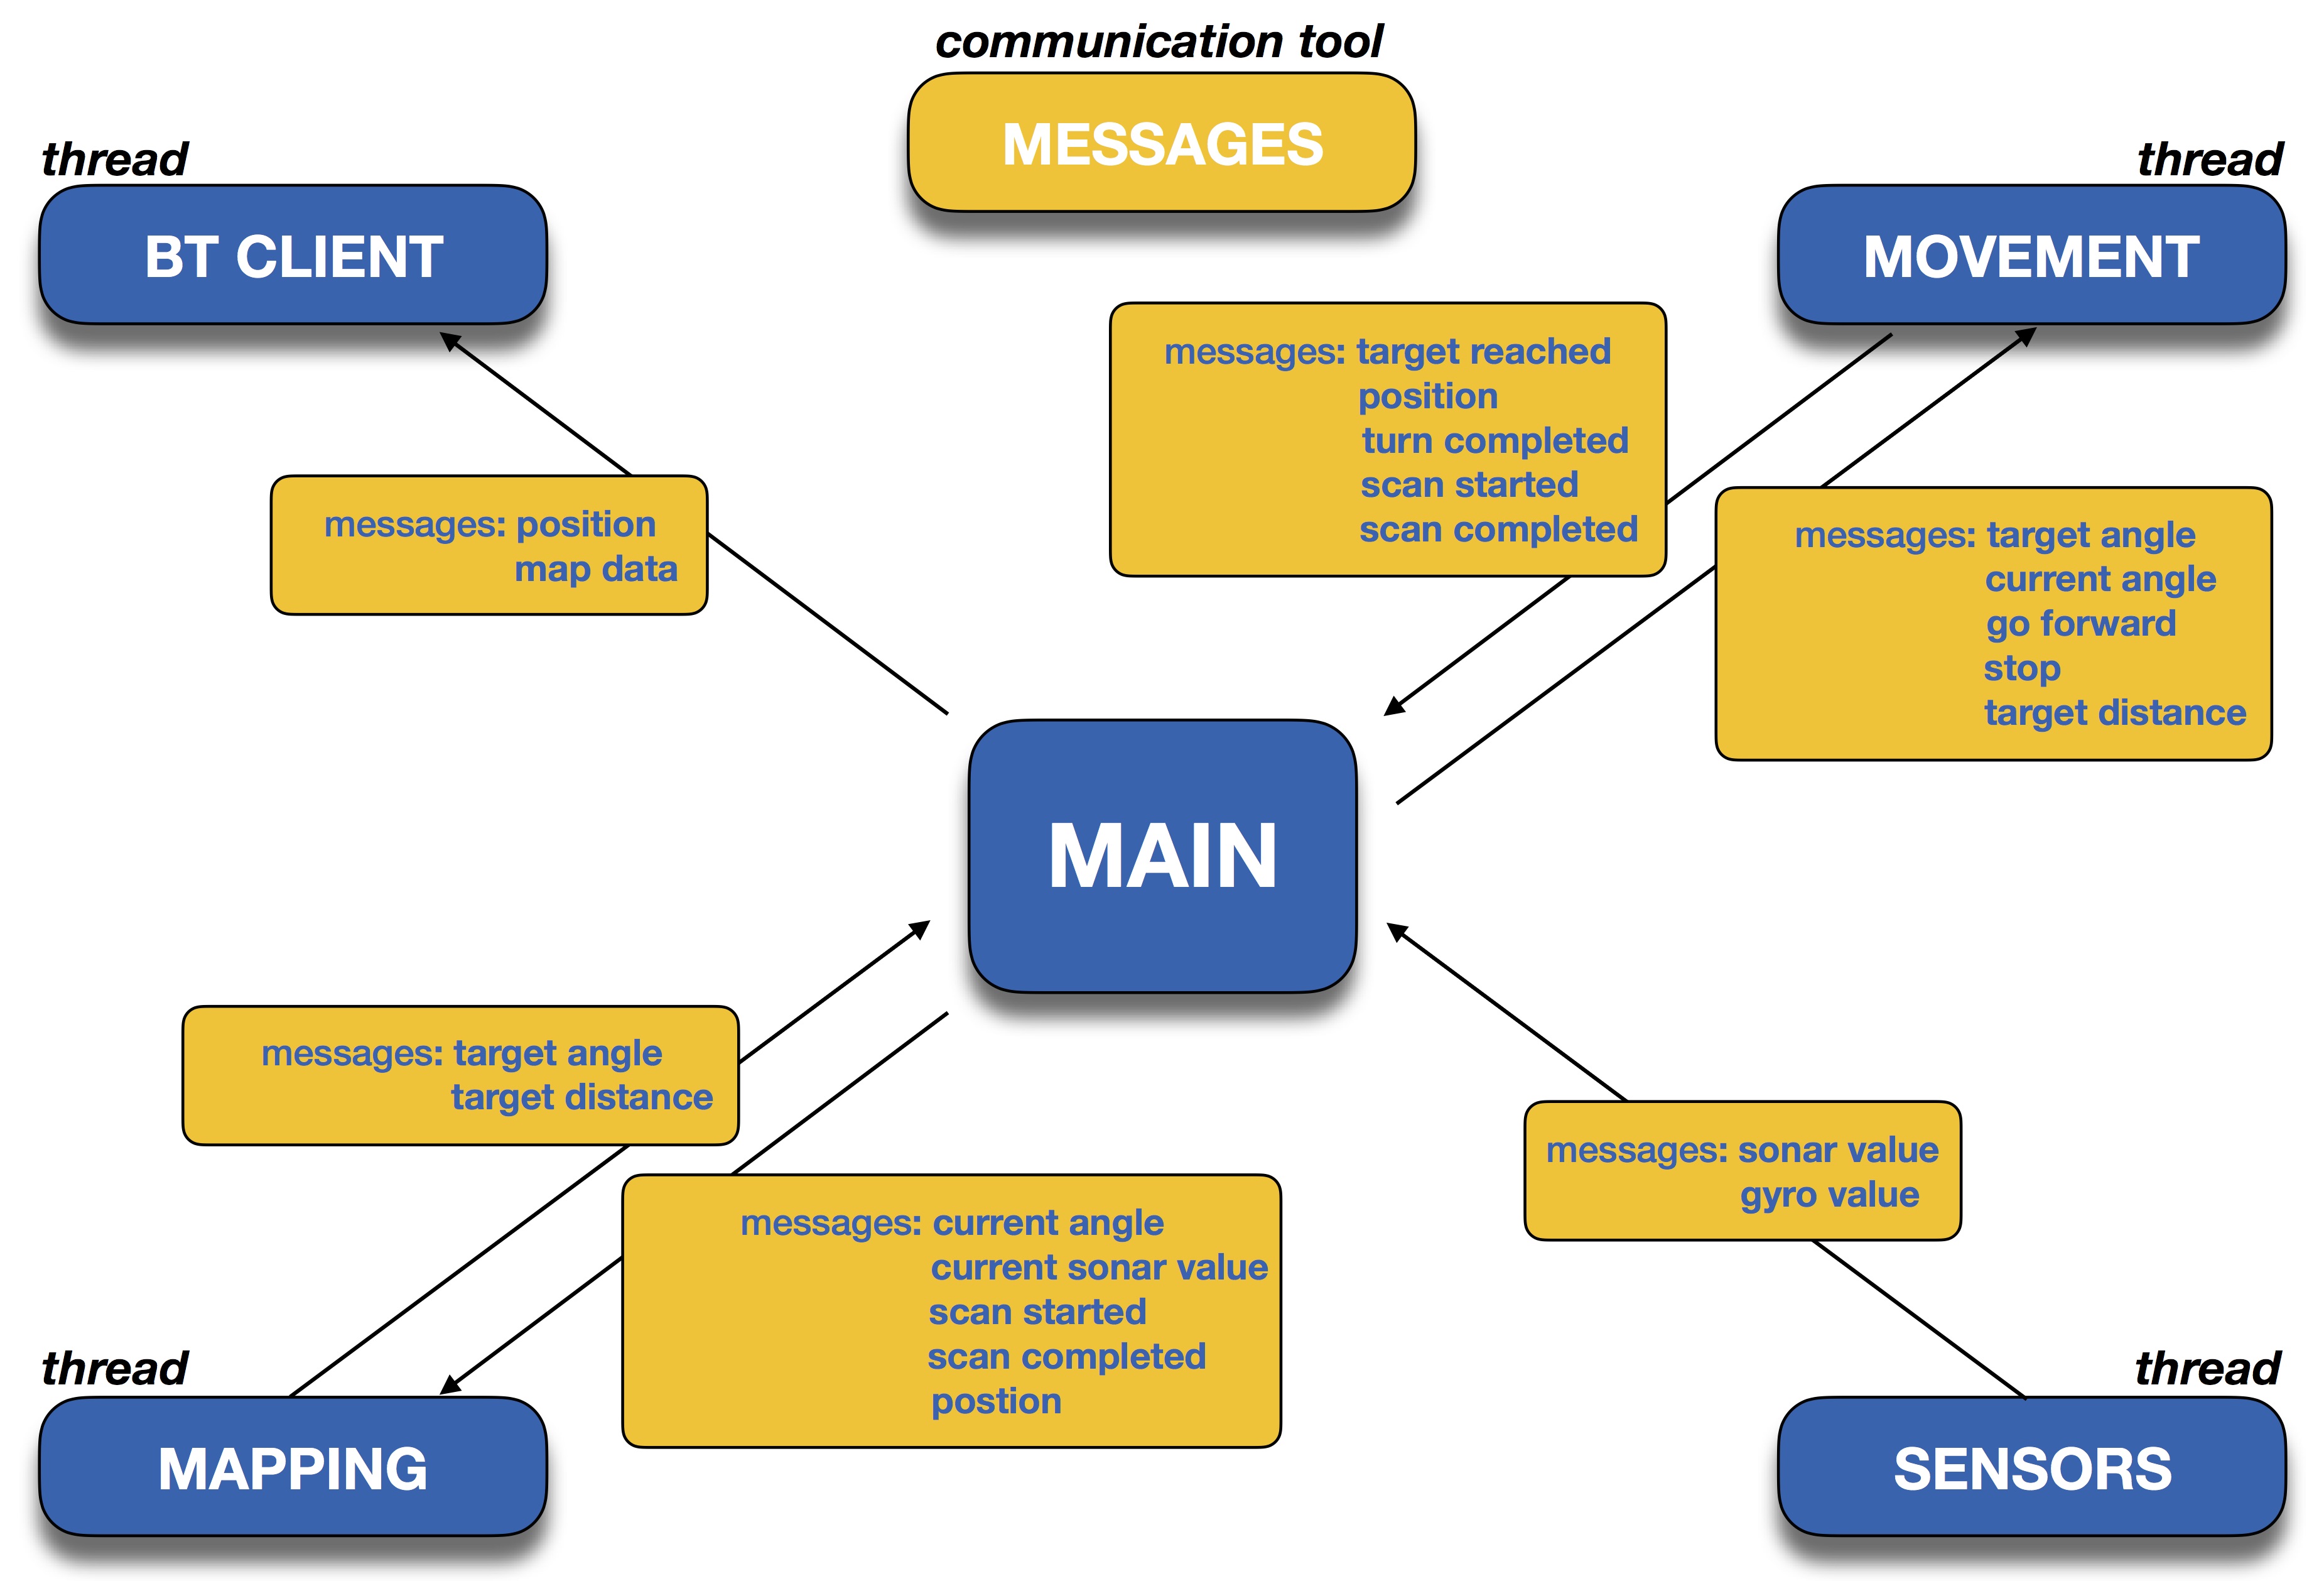 communication tool
MESSAGES
thread
BT CLIENT
thread
MOVEMENT
messages: target reached
position
turn completed
scan started
scan completed
messages: position
map data
messages: target angle
current angle
go forward
stop
target distance
MAIN
messages: target angle
target distance
messages: sonar value
gyro value
messages: current angle
current sonar value
scan started
scan completed
postion
thread
MAPPING
thread
SENSORS